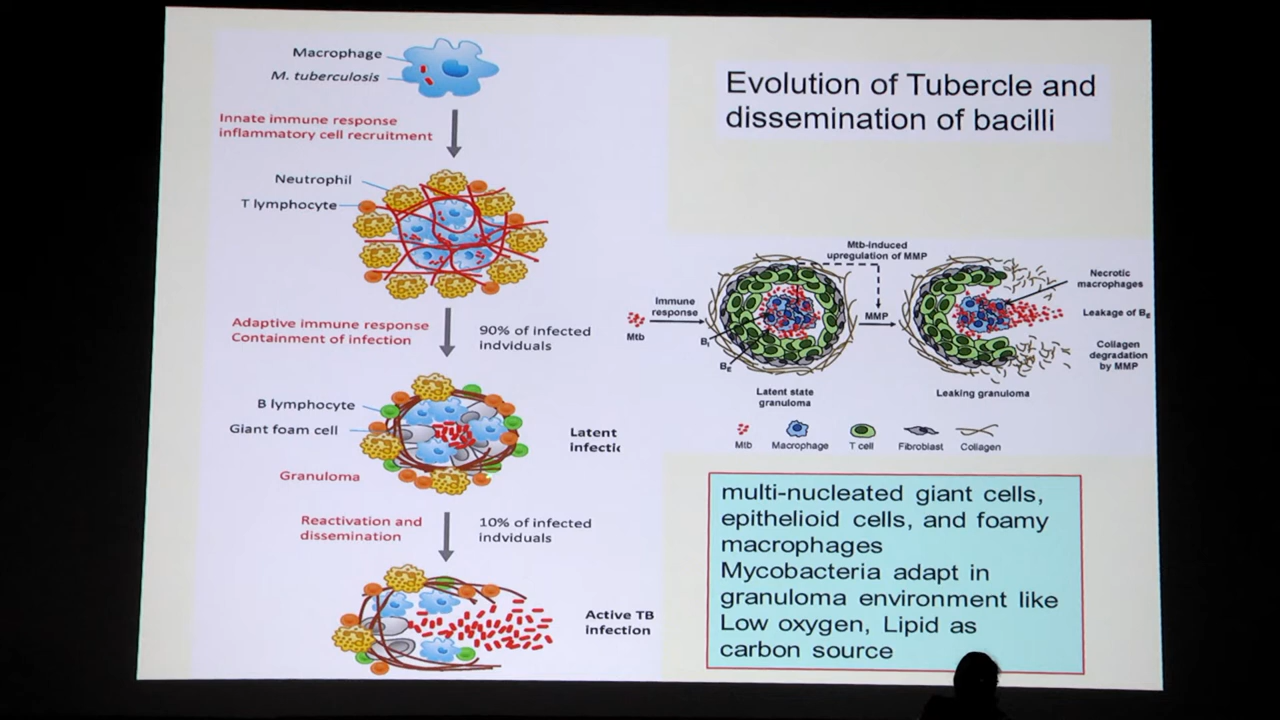 Evolution of Tubercle and
dissemination of bacilli
Macrophage
M. tuberculosis
Innate immune response
inflammatory cell recruitment
Neutrophil
T lymphocyte
Adaptive immune response
Containment of infection
90% of infected
indviduals
B lymphocyte
Giant foam cell
Granuloma
Latent
infectic
Reactivation and
dissemination
10% of infected
indviduals
Active TB
infection
Mtb-induced
upregulation of MMP
Immune
response
Mtb
BI
BE
MMP
Necrotic
macrophages
Leakage of BE
Collagen
degradation
by MMP
Latent state
granuloma
Leaking granuloma
Mtb
Macrophage
T cell
Fibroblast
Collagen
multi-nucleated giant cells,
epithelioid cells, and foamy
macrophages
Mycobacteria adapt in
granuloma environment like
Low oxygen, Lipid as
carbon source